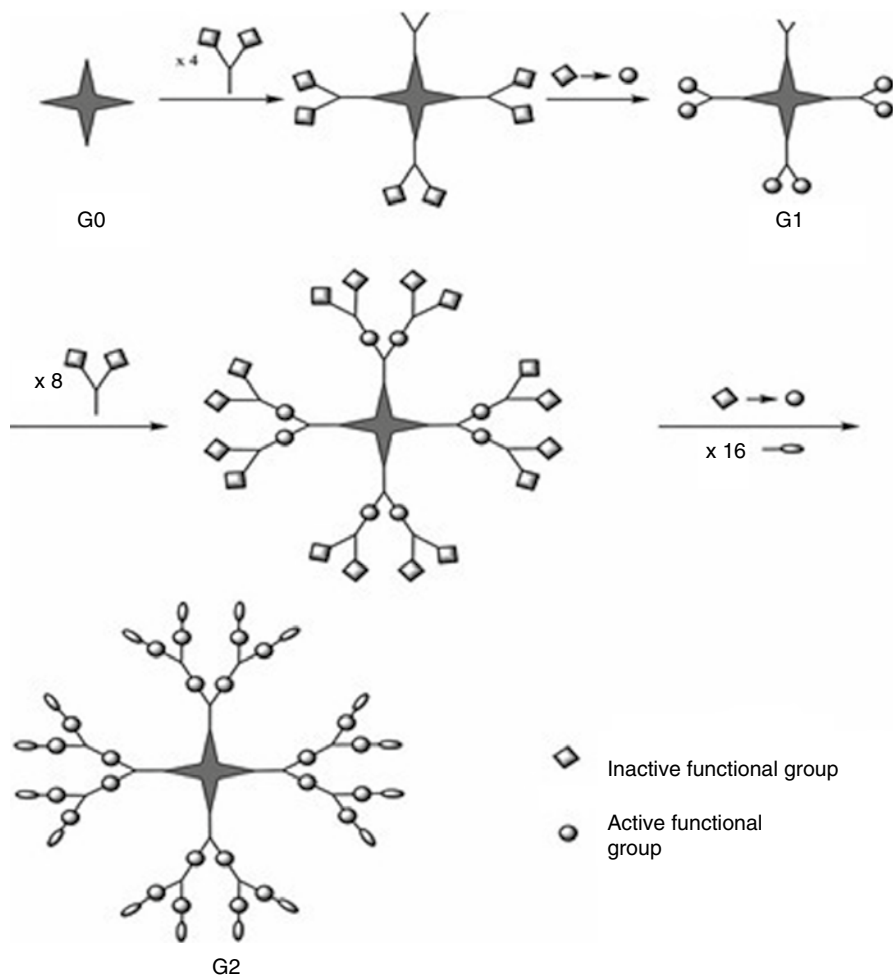 x 4
G0
G1
x 8
x 16
Inactive functional group
Active functional
group
G2